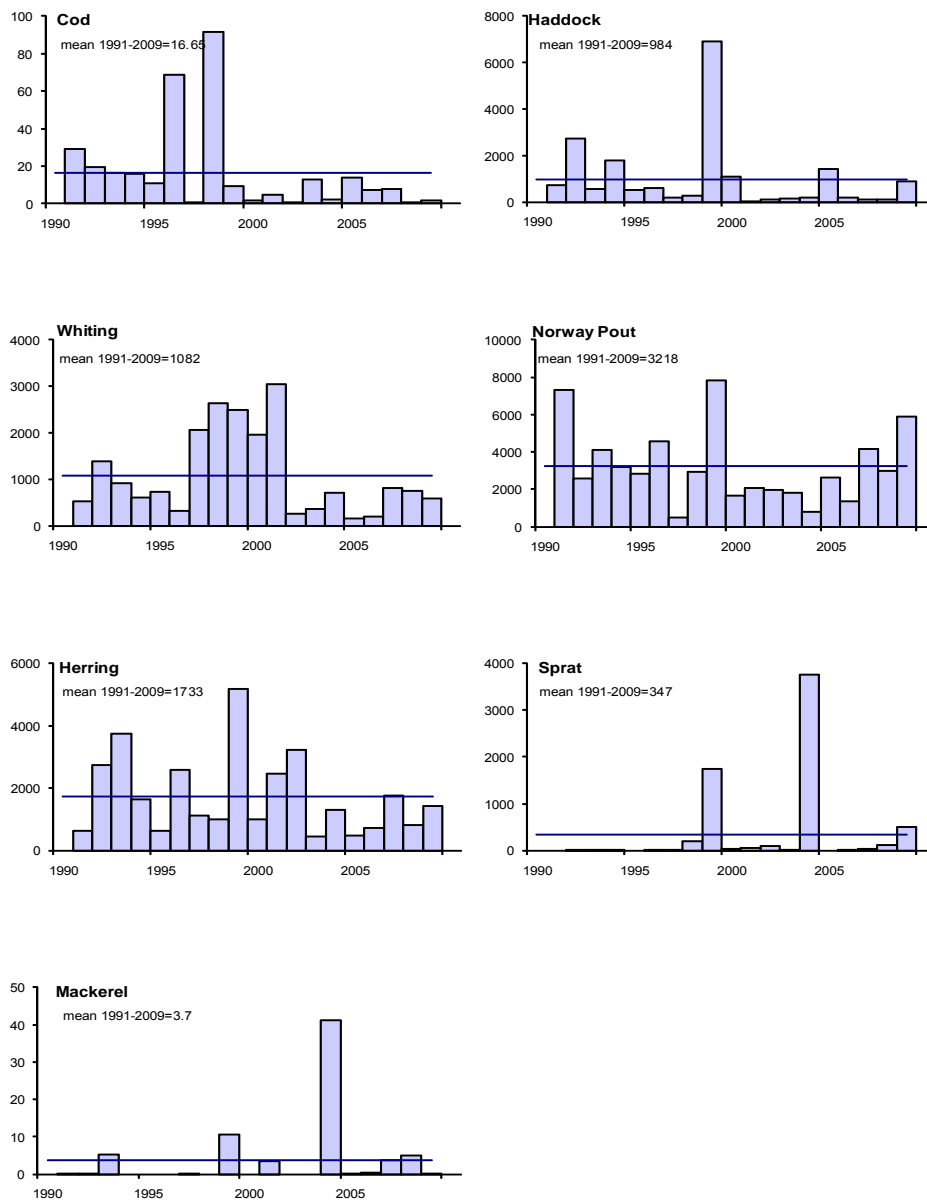 Cod
mean 1991-2009=16.65
100
80
60
40
20
0
1990 1995 2000 2005
Haddock
mean 1991-2009=984
8000
6000
4000
2000
0
1990 1995 2000 2005
Whiting
mean 1991-2009=1082
4000
3000
2000
1000
0
1990 1995 2000 2005
Norway Pout
mean 1991-2009=3218
10000
8000
6000
4000
2000
0
1990 1995 2000 2005
Herring
mean 1991-2009=1733
6000
4000
2000
0
1990 1995 2000 2005
Sprat
mean 1991-2009=347
4000
3000
2000
1000
0
1990 1995 2000 2005
Mackerel
mean 1991-2009=3.7
50
40
30
20
10
0
1990 1995 2000 2005